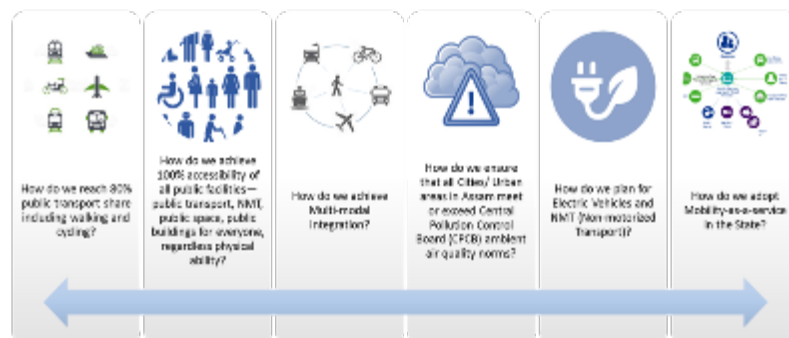 How do we reach 80%
public transport share
including walking and
cycling?
How do we achieve
100% accessibility of
all public facilities—
public transport, NMT,
public space, public
buildings for everyone,
regardless physical
ability?
How do we achieve
Multi-modal
Integration?
How do we ensure
that all Cities/ Urban
areas in Assam meet
or exceed Central
Pollution Control
Board (CPCB) ambient
air quality norms?
How do we plan for
Electric Vehicles and
NMT (Non-motorized
Transport)?
How do we adopt
Mobility-as-a-service
in the State?